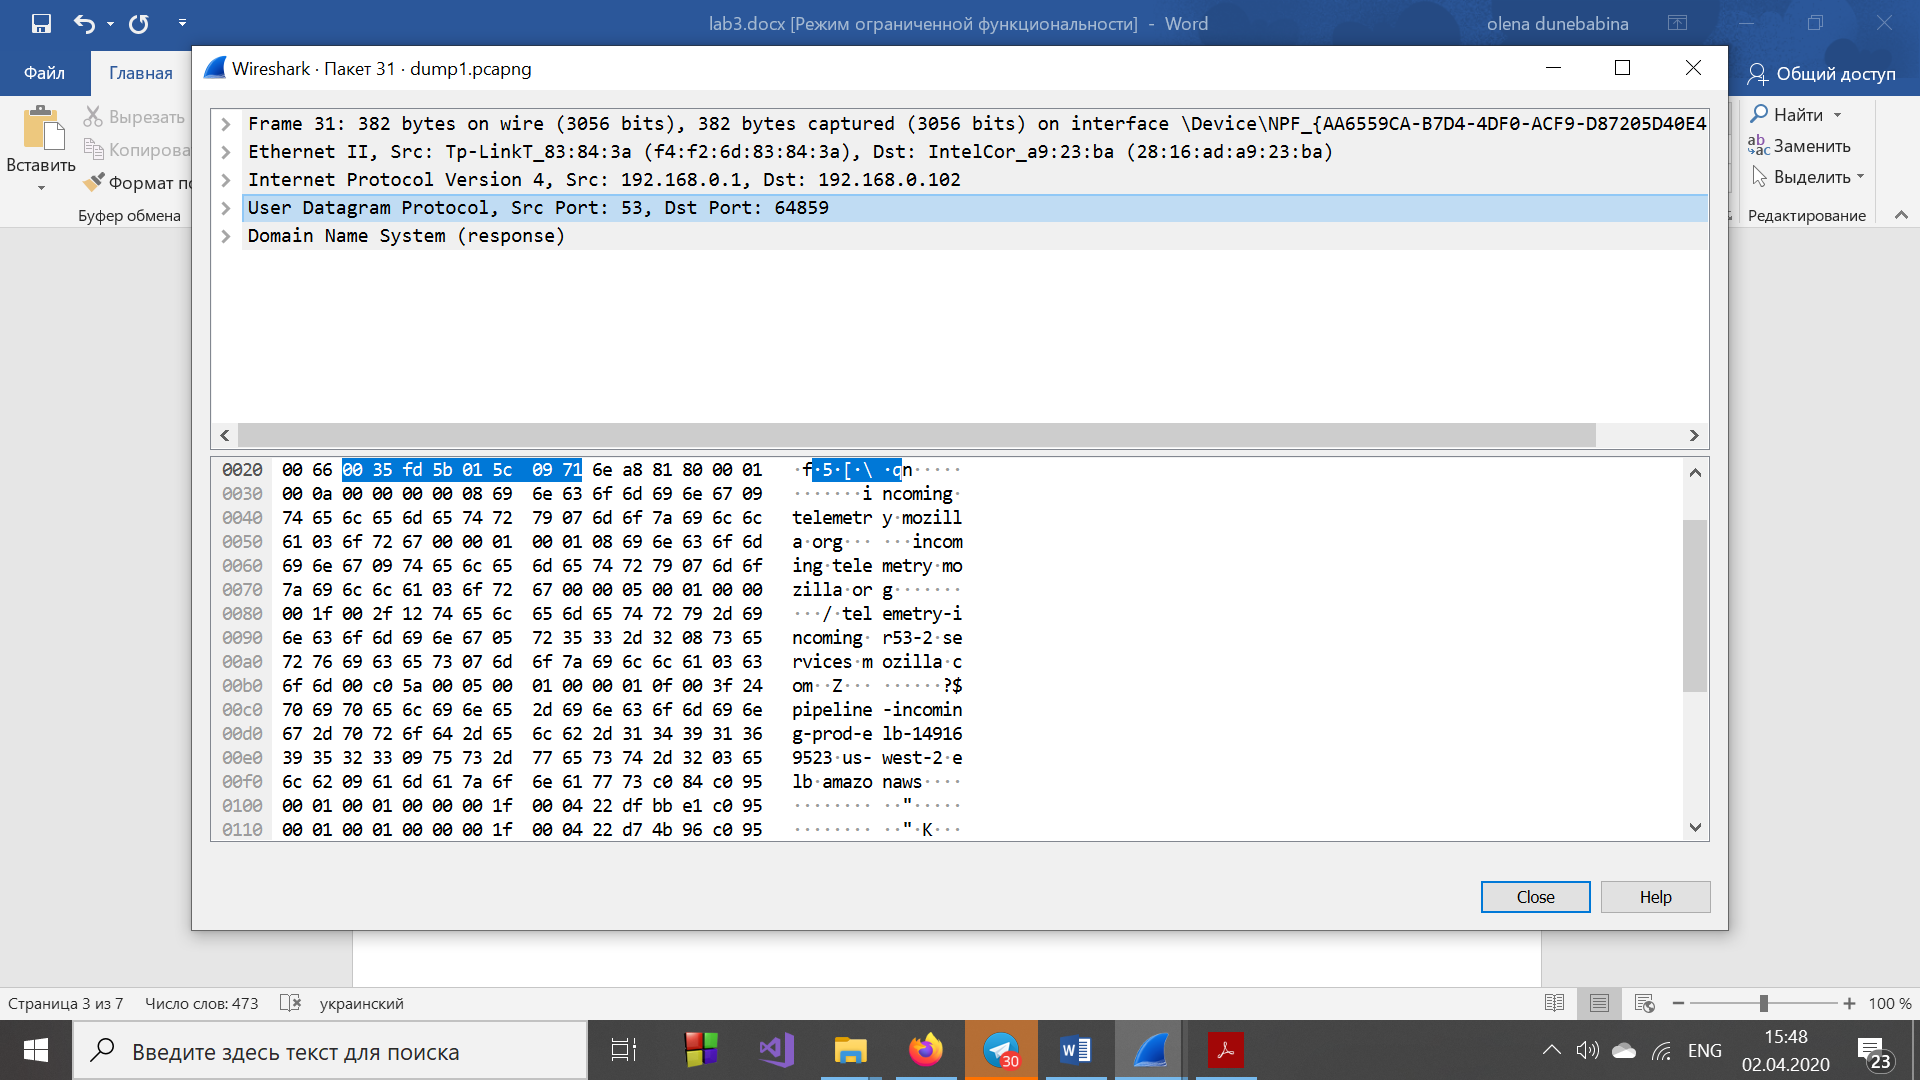 lab3.docx [Режим ограниченной функциональности] - Word
olena dunebabina
Файл
Главная
Общий доступ
Вставить
Вырезать
Копирова
Формат по
Буфер обмена
Найти
Заменить
Выделить
Редактирование
Wireshark · Пакет 31 · dump1.pcapng
Frame 31: 382 bytes on wire (3056 bits), 382 bytes captured (3056 bits) on interface \Device\NPF_{AA6559CA-B7D4-4DF0-ACF9-D87205D40E4
Ethernet II, Src: Tp-LinkT_83:84:3a (f4:f2:6d:83:84:3a), Dst: IntelCor_a9:23:ba (28:16:ad:a9:23:ba)
Internet Protocol Version 4, Src: 192.168.0.1, Dst: 192.168.0.102
User Datagram Protocol, Src Port: 53, Dst Port: 64859
Domain Name System (response)
0020 00 66 00 35 fd 5b 01 5c 09 71 6e a8 81 80 00 01 ·f·5·[·\ ·qn·····
0030 00 0a 00 00 00 00 08 69 6e 63 6f 6d 69 6e 67 09 ·······i ncoming·
0040 74 65 6c 65 6d 65 74 72 79 07 6d 6f 7a 69 6c 6c telemetr y·mozill
0050 61 03 6f 72 67 00 00 01 00 01 08 69 6e 63 6f 6d a·org··· ···incom
0060 69 6e 67 09 74 65 6c 65 6d 65 74 72 79 07 6d 6f ing·tele metry·mo
0070 7a 69 6c 6c 61 03 6f 72 67 00 00 05 00 01 00 00 zilla·or g·······
0080 00 1f 00 2f 12 74 65 6c 65 6d 65 74 72 79 2d 69 ···/·tel emetry-i
0090 6e 63 6f 6d 69 6e 67 05 72 35 33 2d 32 08 73 65 ncoming· r53-2·se
00a0 72 76 69 63 65 73 07 6d 6f 7a 69 6c 6c 61 03 63 rvices·m ozilla·c
00b0 6f 6d 00 c0 5a 00 05 00 01 00 00 01 0f 00 3f 24 om··Z··· ······?$
00c0 70 69 70 65 6c 69 6e 65 2d 69 6e 63 6f 6d 69 6e pipeline -incomin
00d0 67 2d 70 72 6f 64 2d 65 6c 62 2d 31 34 39 31 36 g-prod-e lb-14916
00e0 39 35 32 33 09 75 73 2d 77 65 73 74 2d 32 03 65 9523·us- west-2·e
00f0 6c 62 09 61 6d 61 7a 6f 6e 61 77 73 c0 84 c0 95 lb·amazo naws····
0100 00 01 00 01 00 00 00 1f 00 04 22 df bb e1 c0 95 ········ ··"·····
0110 00 01 00 01 00 00 00 1f 00 04 22 d7 4b 96 c0 95 ········ ··"·K···
Close
Help
Страница 3 из 7
Число слов: 473
украинский
100 %
Введите здесь текст для поиска
30
ENG
15:48
02.04.2020
23